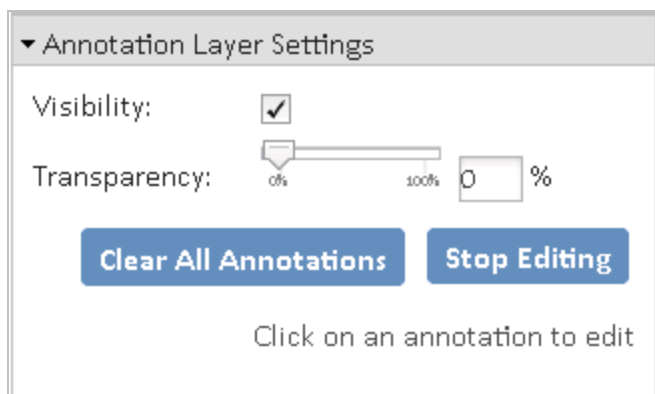 Annotation Layer Settings
Visibility:
Transparency: 0% 100% 0 %
Clear All Annotations Stop Editing
Click on an annotation to edit